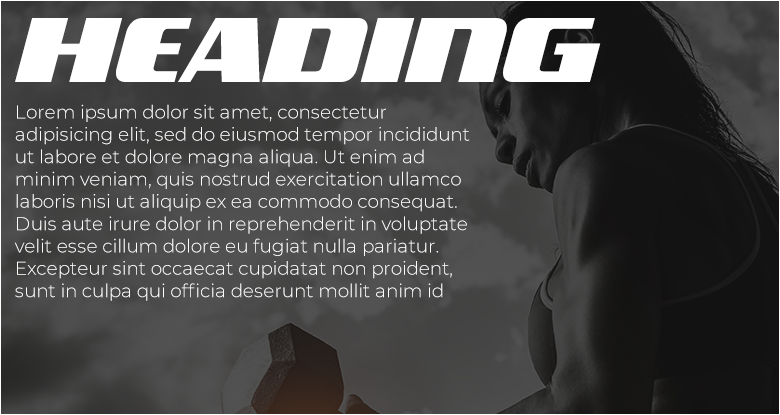 HEADING
Lorem ipsum dolor sit amet, consectetur
adipisicing elit, sed do eiusmod tempor incididunt
ut labore et dolore magna aliqua. Ut enim ad
minim veniam, quis nostrud exercitation ullamco
laboris nisi ut aliquip ex ea commodo consequat.
Duis aute irure dolor in reprehenderit in voluptate
velit esse cillum dolore eu fugiat nulla pariatur.
Excepteur sint occaecat cupidatat non proident,
sunt in culpa qui officia deserunt mollit anim id